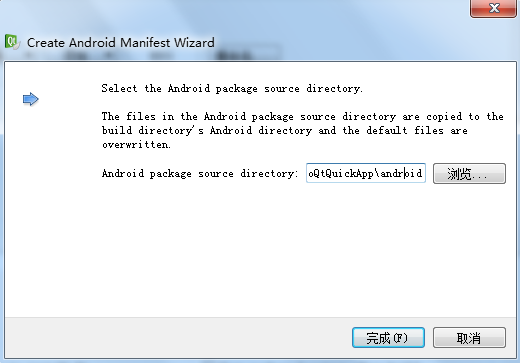 Create Android Manifest Wizard
Select the Android package source directory.
The files in the Android package source directory are copied to the
build directory's Android directory and the default files are
overwritten.
Android package source directory: oQtQuickApp\android 浏览...
完成(F) 取消